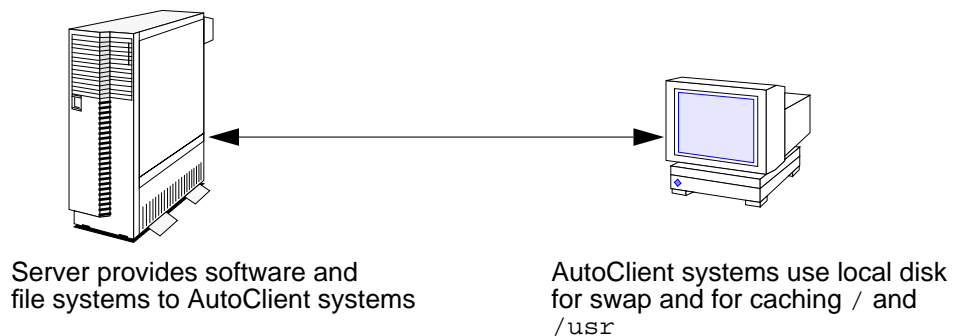 Server provides software and
file systems to AutoClient systems
AutoClient systems use local disk
for swap and for caching / and
/usr